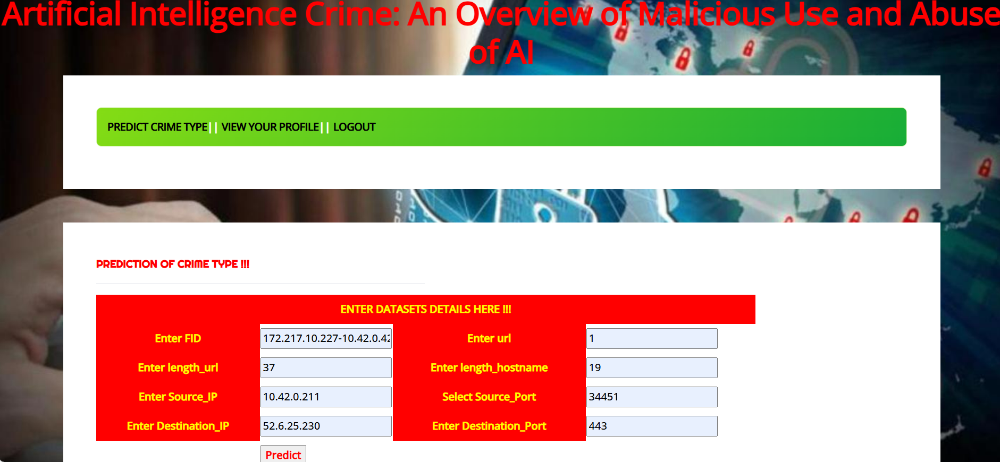 Artificial Intelligence Crime: An Overview of Malicious Use and Abuse
of AI
PREDICT CRIME TYPE|| VIEW YOUR PROFILE|| LOGOUT
PREDICTION OF CRIME TYPE !!!
ENTER DATASETS DETAILS HERE !!!
Enter FID 172.217.10.227-10.42.0.42 Enter url 1
Enter length_url 37 Enter length_hostname 19
Enter Source_IP 10.42.0.211 Select Source_Port 34451
Enter Destination_IP 52.6.25.230 Enter Destination_Port 443
Predict